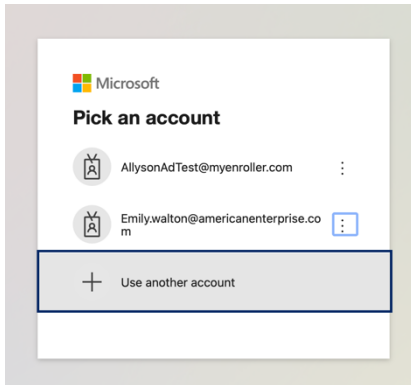 Microsoft
Pick an account
AllysonAdTest@myenroller.com
Emily.walton@americanenterprise.co
m
Use another account